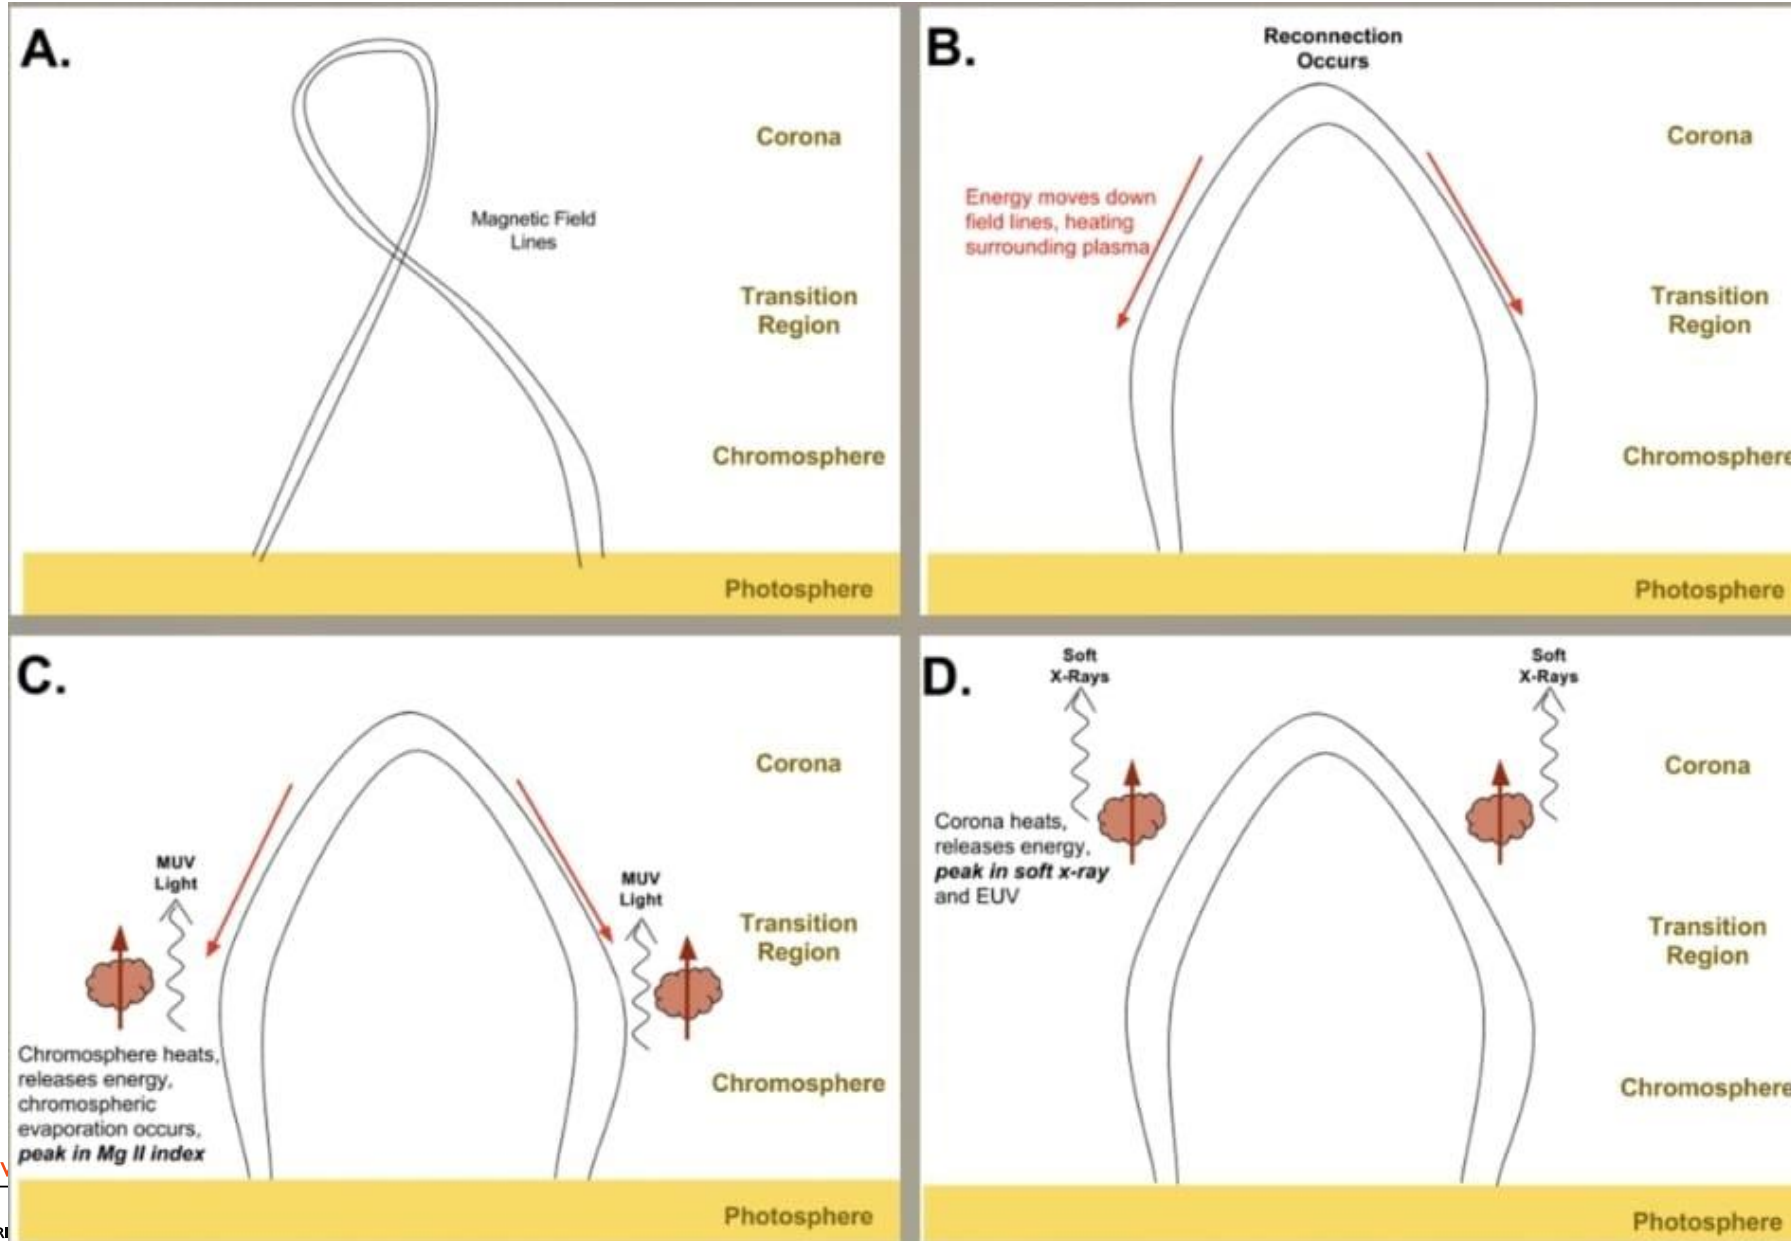 A.
Corona
Magnetic Field
Lines
Transition
Region
Chromosphere
Photosphere
B.
Reconnection
Occurs
Corona
Energy moves down
field lines, heating
surrounding plasma
Transition
Region
Chromosphere
Photosphere
C.
Corona
MUV
Light
MUV
Light
Transition
Region
Chromosphere heats,
releases energy,
chromospheric
evaporation occurs,
peak in Mg II index
Chromosphere
Photosphere
D.
Soft
X-Rays
Soft
X-Rays
Corona
Corona heats,
releases energy,
peak in soft x-ray
and EUV
Transition
Region
Chromosphere
Photosphere